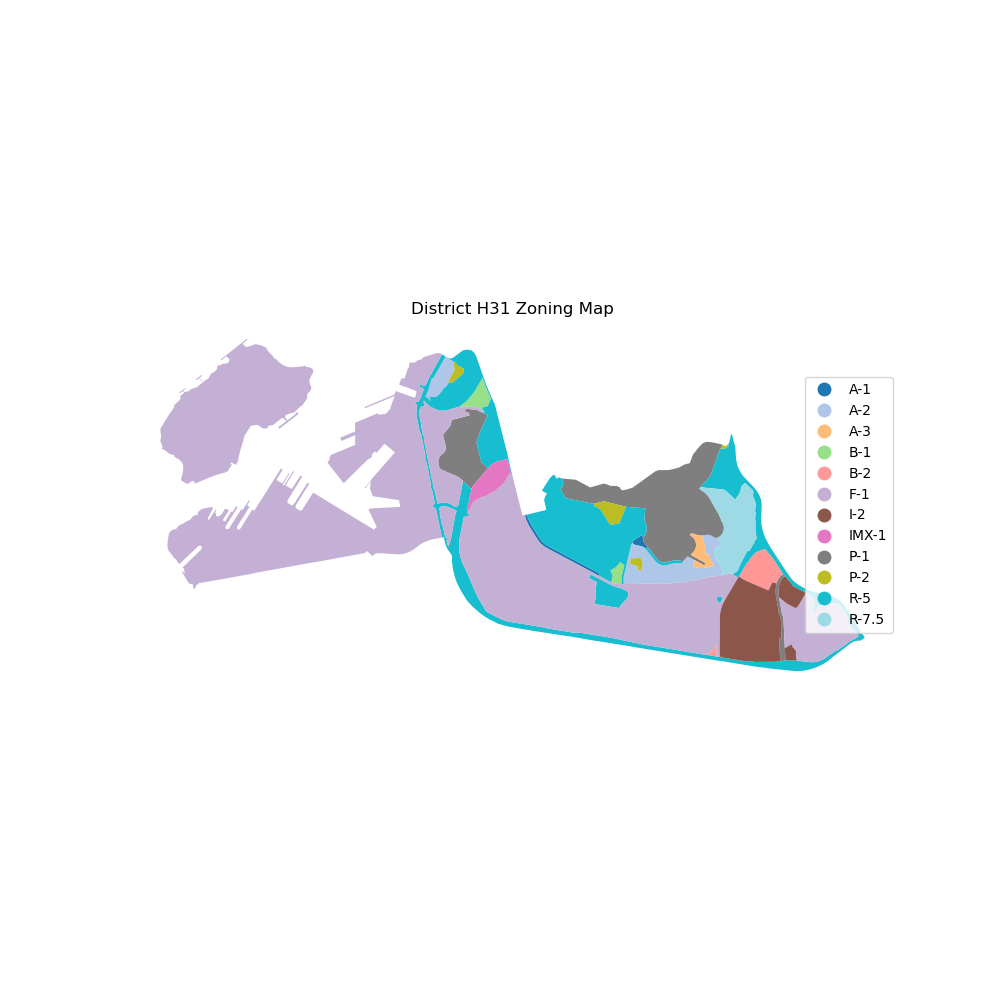 District H31 Zoning Map
A-1
A-2
A-3
B-1
B-2
F-1
I-2
IMX-1
P-1
P-2
R-5
R-7.5